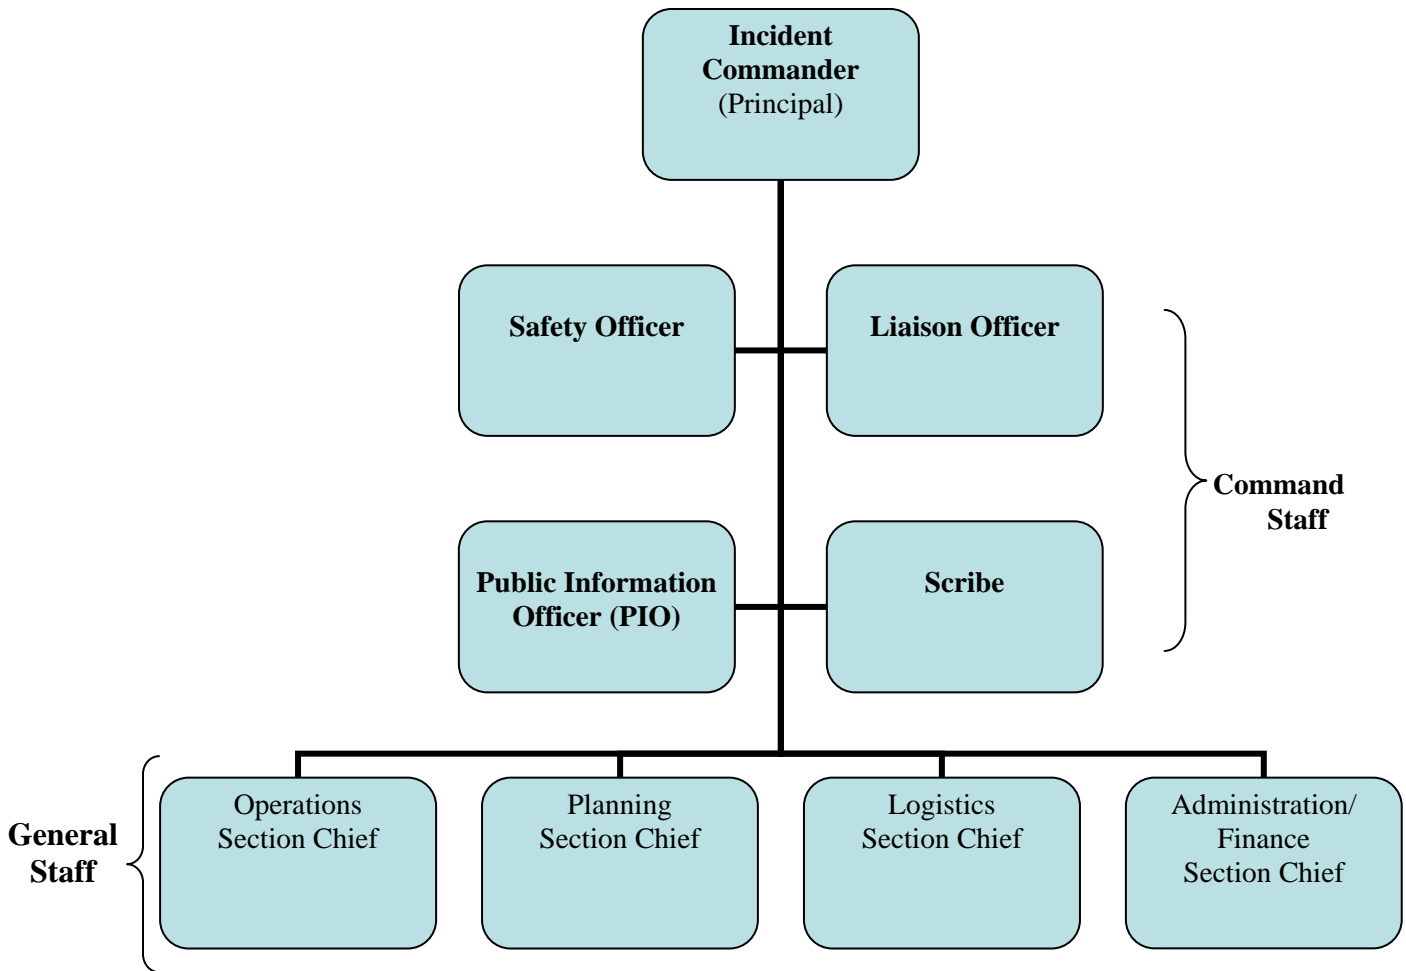 Incident
Commander
(Principal)
Safety Officer
Liaison Officer
Command
Staff
Public Information
Officer (PIO)
Scribe
General
Staff
Operations
Section Chief
Planning
Section Chief
Logistics
Section Chief
Administration/
Finance
Section Chief